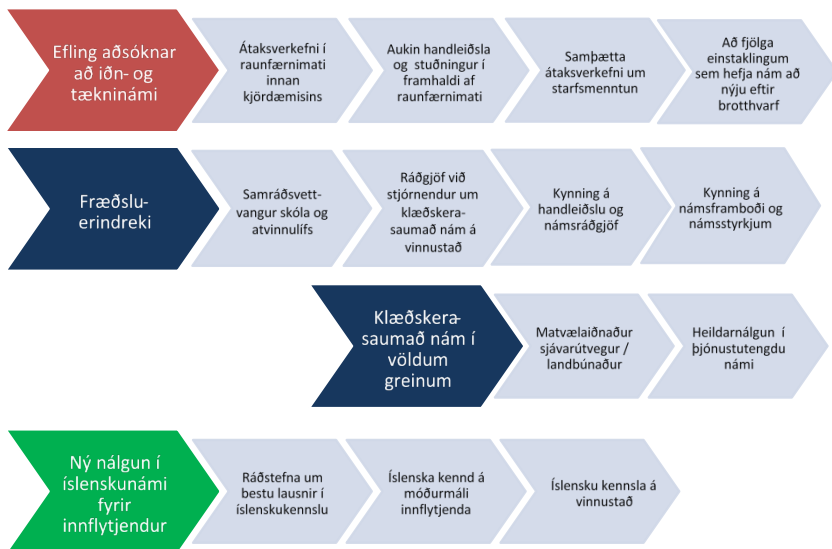 Efling aðsóknar
að iðn- og
tækninámi
Átaksverkefni í
raunfærnimati
innan
kjördæmisins
Aukin handleiðsla
og stuðningur í
framhaldi af
raunfærnimati
Samþætta
átaksverkefni um
starfsmenntun
Að fjölga
einstaklingum
sem hefja nám að
nýju eftir
brotthvarf
Fræðslu-
erindreki
Samráðsvett-
vangur skóla og
atvinnulífs
Ráðgjöf við
stjórnendur um
klæðskera-
saumað nám á
vinnustað
Kynning á
handleiðslu og
námsráðgjöf
Kynning á
námsframboði og
námsstyrkjum
Klæðskera-
saumað nám í
völdum
greinum
Matvælaiðnaður
sjávarútvegur /
landbúnaður
Heildarnálgun í
þjónustutengdu
námi
Ný nálgun í
íslenskunámi
fyrir
innflytjendur
Ráðstefna um
bestu lausnir í
íslenskukennslu
Íslenska kennd á
móðurmáli
innflytjenda
Íslensku kennsla á
vinnustað